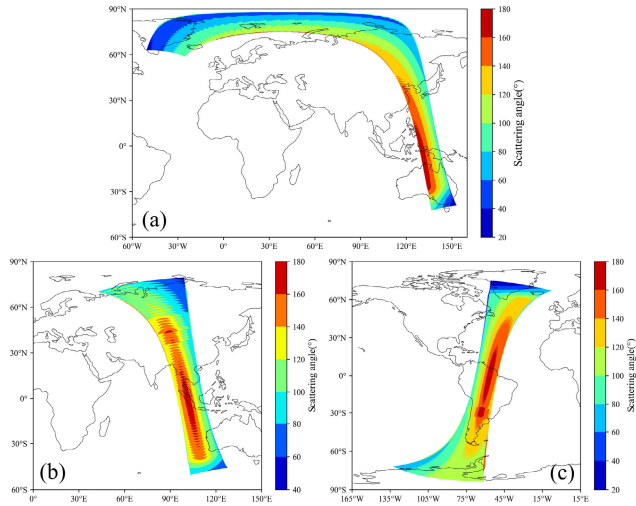 90°N
60°N
30°N
0°
30°S
60°S
60°W 30°W 0° 30°E 60°E 90°E 120°E 150°E
(a)
180
160
140
120
100
80
60
40
20
Scattering angle(°)
90°N
60°N
30°N
0°
30°S
60°S
0° 30°E 60°E 90°E 120°E 150°E
(b)
180
160
140
120
100
80
60
40
Scattering angle(°)
90°N
60°N
30°N
0°
30°S
60°S
90°S
165°W 135°W 105°W 75°W 45°W 15°W 15°E
(c)
180
160
140
120
100
80
60
40
20
Scattering angle(°)